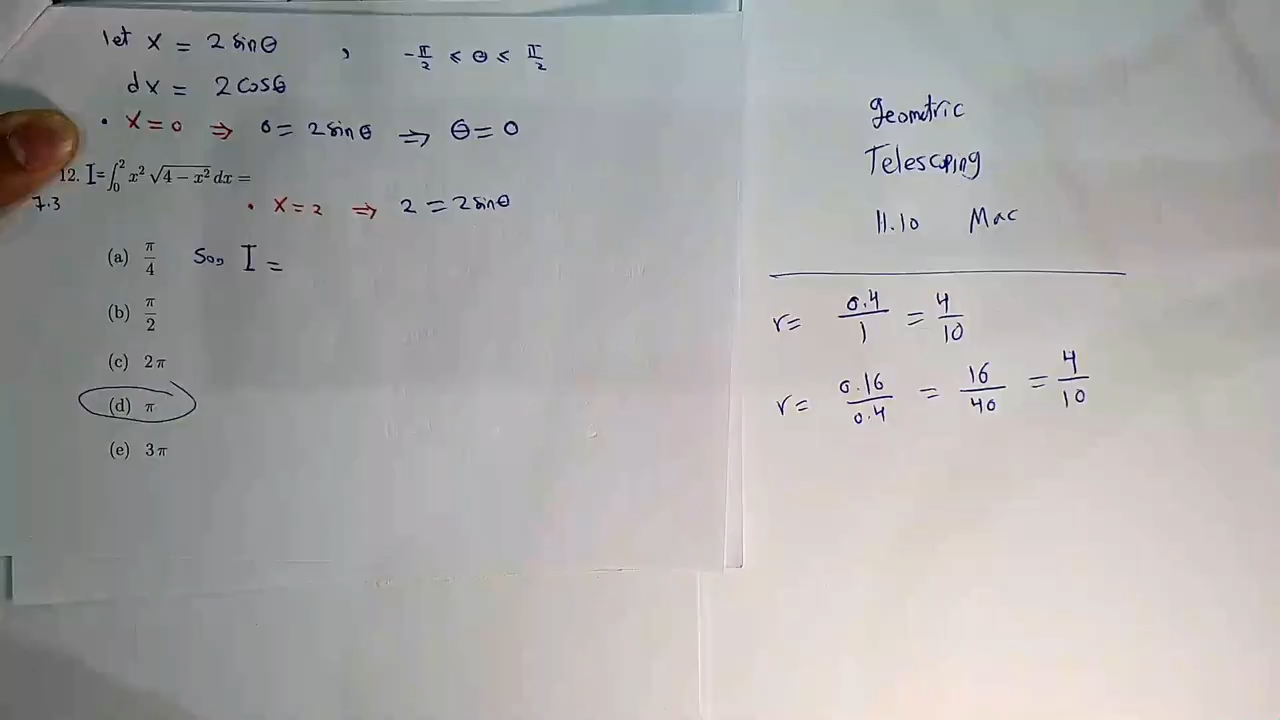 let x = 2 sinθ , -π/2 ≤ θ ≤ π/2
dx = 2 cosθ
• x = 0 ⇒ 0 = 2 sinθ ⇒ θ = 0
12. I = ∫₀² x² √(4 − x²) dx =
7.3
• x = 2 ⇒ 2 = 2 sinθ
(a) π/4 So, I =
(b) π/2
(c) 2π
(d) π
(e) 3π
geometric
Telescoping
11.10 Mac
r = 0.4/1 = 4/10
r = 0.16/0.4 = 16/40 = 4/10